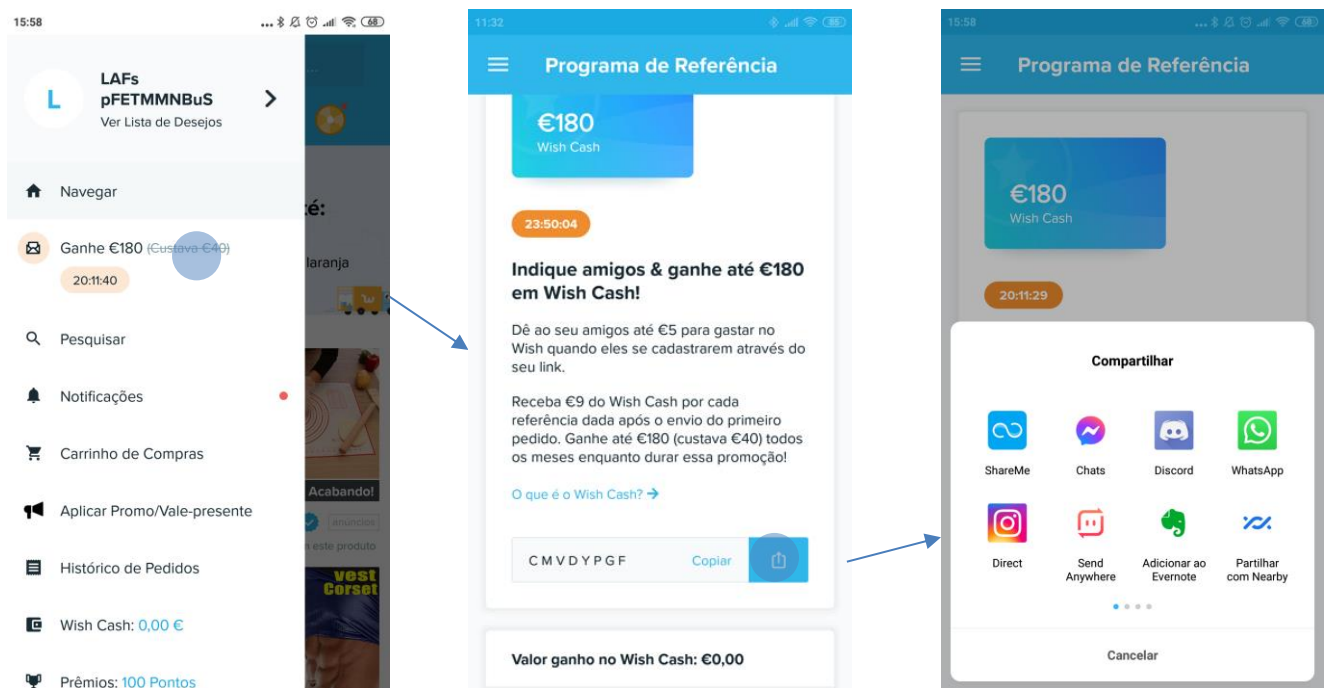 15:58
68
LAFs
pFETMMNBuS
Ver Lista de Desejos
L
Navegar
Ganhe €180 (Custava €40)
20:11:40
Pesquisar
Notificações
Carrinho de Compras
Aplicar Promo/Vale-presente
Histórico de Pedidos
Wish Cash: 0,00 €
Prêmios: 100 Pontos
...
té:
laranja
Acabando!
anúncios
a este produto
vest
Corset
11:32
Programa de Referência
€180
Wish Cash
23:50:04
Indique amigos & ganhe até €180
em Wish Cash!
Dê ao seu amigos até €5 para gastar no
Wish quando eles se cadastrarem através do
seu link.
Receba €9 do Wish Cash por cada
referência dada após o envio do primeiro
pedido. Ganhe até €180 (custava €40) todos
os meses enquanto durar essa promoção!
O que é o Wish Cash? →
CMVDYPGF
Copiar
Valor ganho no Wish Cash: €0,00
15:58
68
Programa de Referência
€180
Wish Cash
20:11:29
Compartilhar
ShareMe Chats Discord WhatsApp
Direct Send Adicionar ao Partilhar
Anywhere Evernote com Nearby
Cancelar